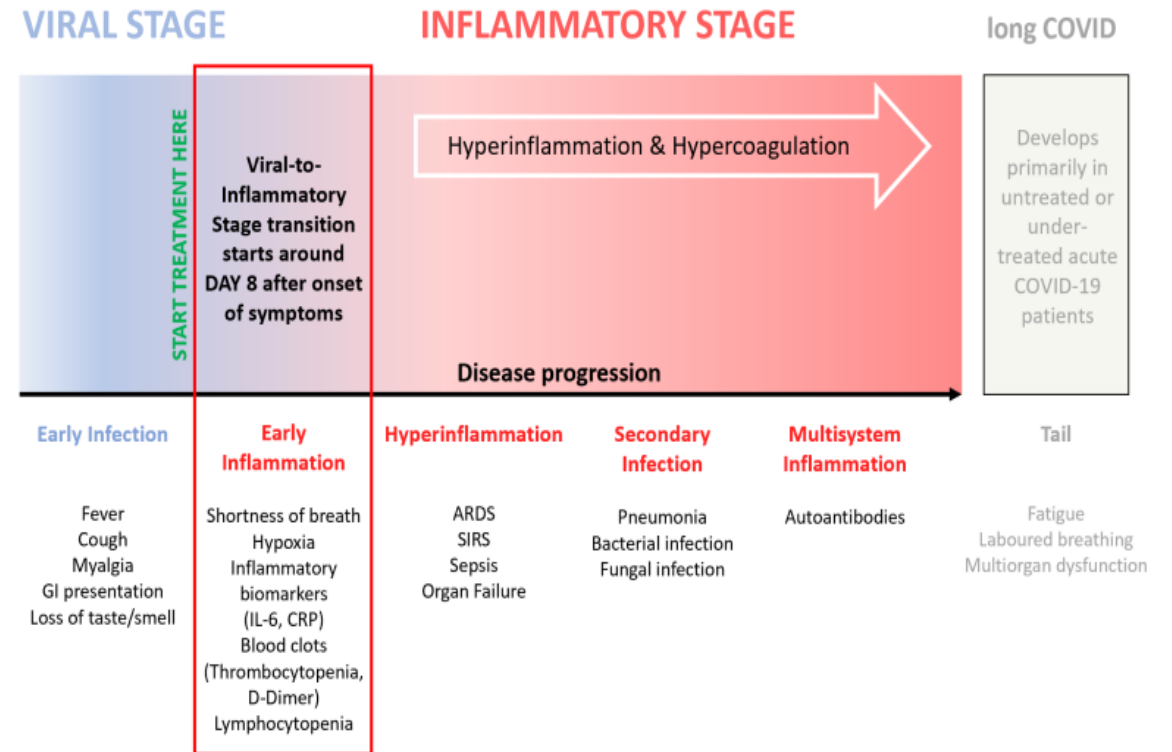 VIRAL STAGE
INFLAMMATORY STAGE
long COVID
START TREATMENT HERE
Viral-to-
Inflammatory
Stage transition
starts around
DAY 8 after onset
of symptoms
Hyperinflammation & Hypercoagulation
Develops
primarily in
untreated or
under-
treated acute
COVID-19
patients
Disease progression
Early Infection
Fever
Cough
Myalgia
GI presentation
Loss of taste/smell
Early
Inflammation
Shortness of breath
Hypoxia
Inflammatory
biomarkers
(IL-6, CRP)
Blood clots
(Thrombocytopenia,
D-Dimer)
Lymphocytopenia
Hyperinflammation
ARDS
SIRS
Sepsis
Organ Failure
Secondary
Infection
Pneumonia
Bacterial infection
Fungal infection
Multisystem
Inflammation
Autoantibodies
Tail
Fatigue
Laboured breathing
Multiorgan dysfunction